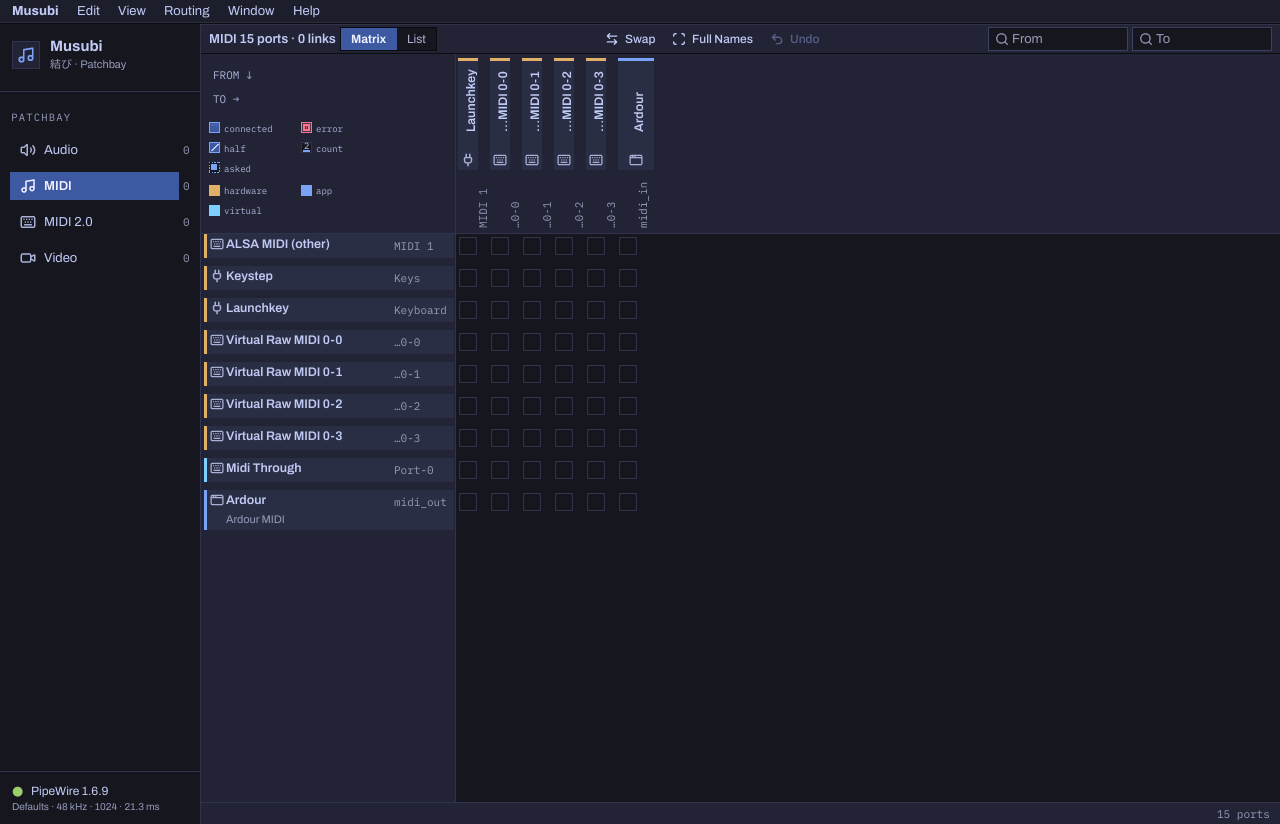 Musubi Edit View Routing Window Help
Musubi
結び · Patchbay
PATCHBAY
Audio 0
MIDI 0
MIDI 2.0 0
Video 0
PipeWire 1.6.9
Defaults · 48 kHz · 1024 · 21.3 ms
MIDI 15 ports · 0 links Matrix List Swap Full Names Undo From To
FROM ↓
TO →
connected error
half 2 count
asked
hardware app
virtual
Launchkey
...MIDI 0-0
...MIDI 0-1
...MIDI 0-2
...MIDI 0-3
Ardour
MIDI 1
…0-0
…0-1
…0-2
…0-3
midi_in
ALSA MIDI (other) MIDI 1
Keystep Keys
Launchkey Keyboard
Virtual Raw MIDI 0-0 …0-0
Virtual Raw MIDI 0-1 …0-1
Virtual Raw MIDI 0-2 …0-2
Virtual Raw MIDI 0-3 …0-3
Midi Through Port-0
Ardour midi_out
Ardour MIDI
15 ports